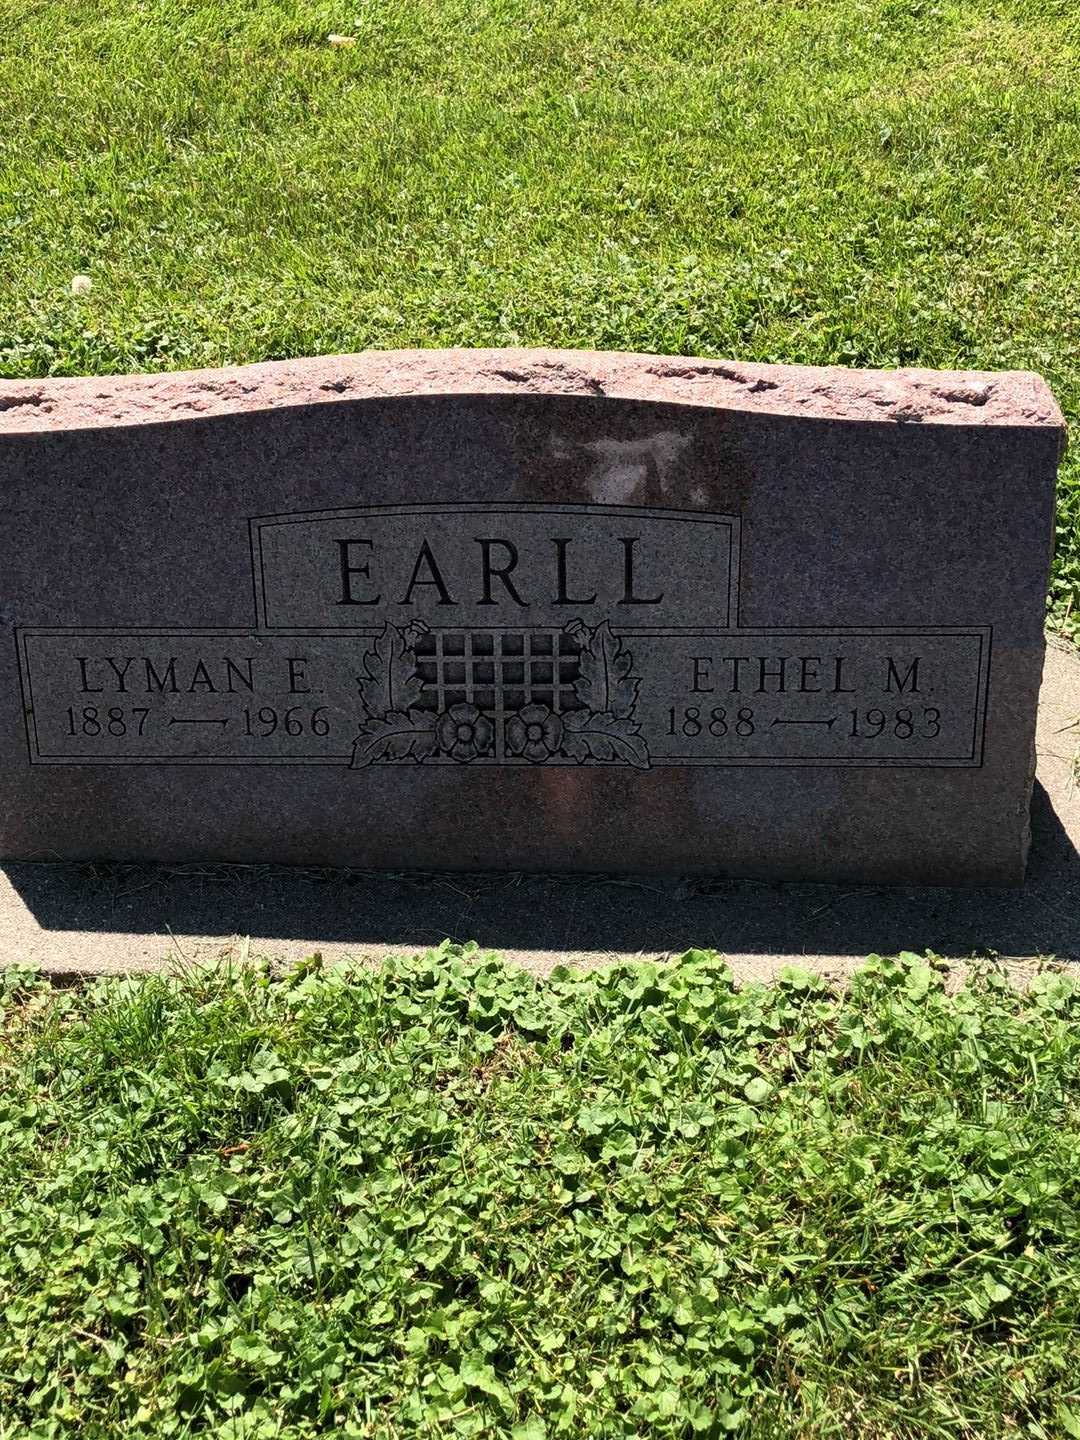 EARLL
LYMAN E.
1887 — 1966
ETHEL M.
1888 — 1983